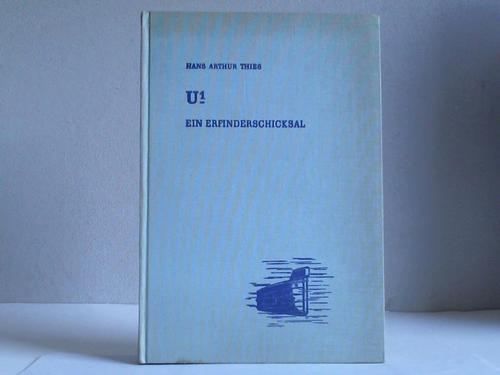 HANS ARTHUR THIES
U1
EIN ERFINDERSCHICKSAL